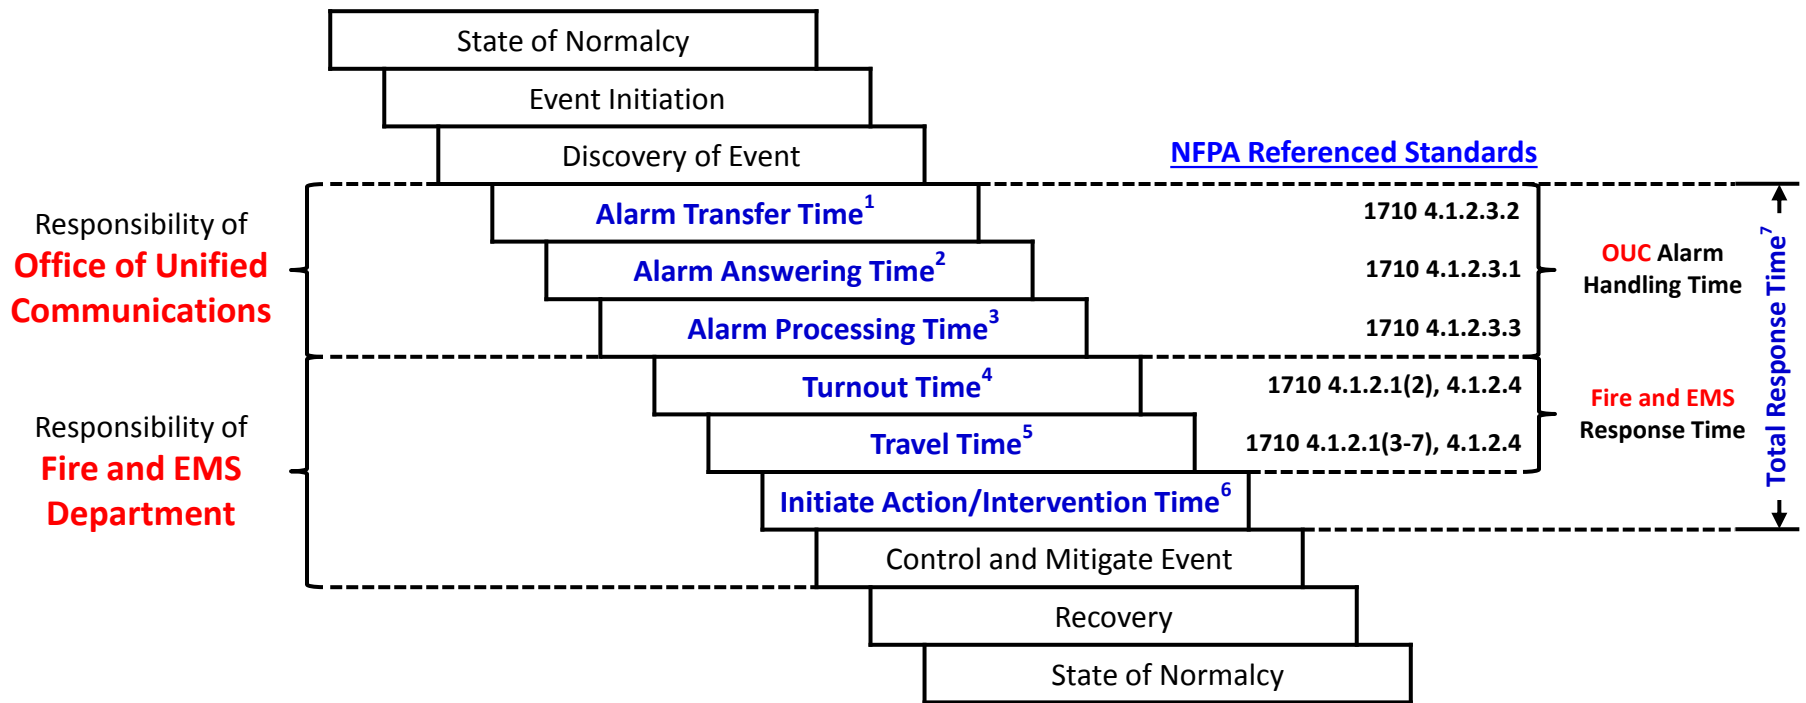 State of Normalcy
Event Initiation
Discovery of Event
NFPA Referenced Standards
Responsibility of
Office of Unified
Communications
Alarm Transfer Time1
1710 4.1.2.3.2
Alarm Answering Time2
1710 4.1.2.3.1
Alarm Processing Time3
1710 4.1.2.3.3
OUC Alarm
Handling Time
Total Response Time7
Responsibility of
Fire and EMS
Department
Turnout Time4
1710 4.1.2.1(2), 4.1.2.4
Travel Time5
1710 4.1.2.1(3-7), 4.1.2.4
Fire and EMS
Response Time
Initiate Action/Intervention Time6
Control and Mitigate Event
Recovery
State of Normalcy